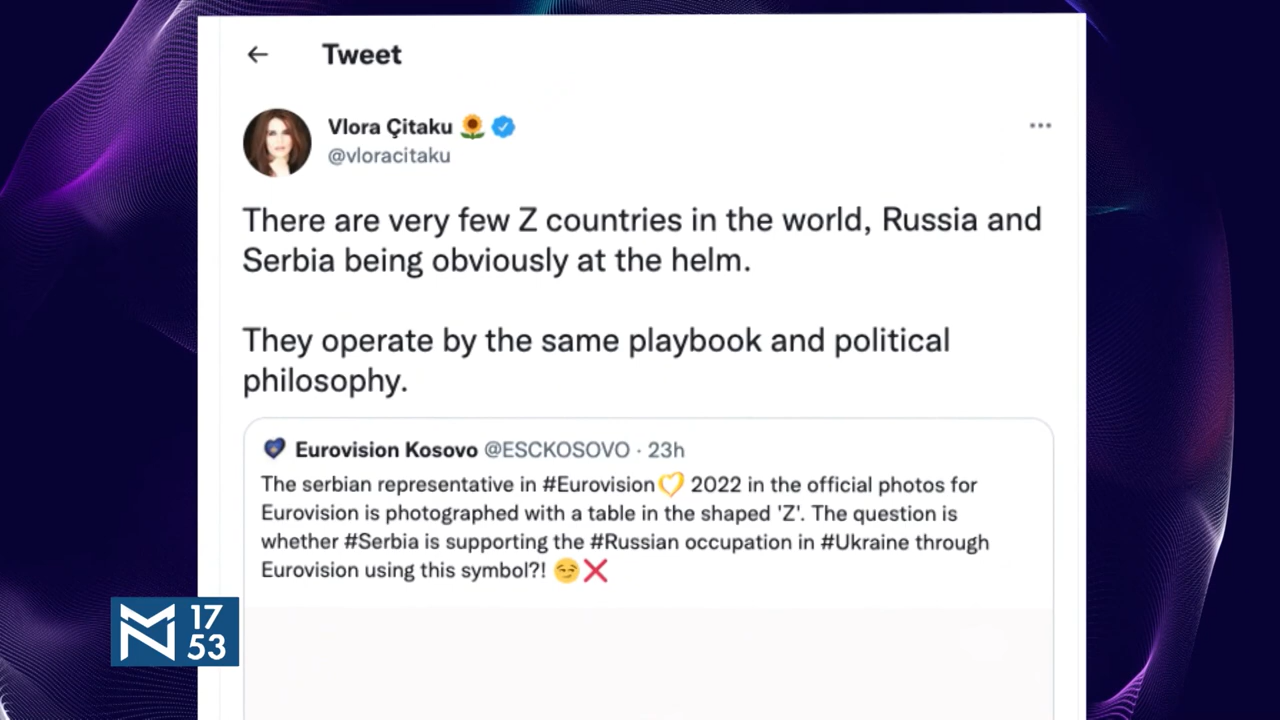 Tweet
Vlora Çitaku 🌻
@vloracitaku
There are very few Z countries in the world, Russia and
Serbia being obviously at the helm.
They operate by the same playbook and political
philosophy.
Eurovision Kosovo @ESCKOSOVO · 23h
The serbian representative in #Eurovision 2022 in the official photos for
Eurovision is photographed with a table in the shaped 'Z'. The question is
whether #Serbia is supporting the #Russian occupation in #Ukraine through
Eurovision using this symbol?! 😏❌
17
53